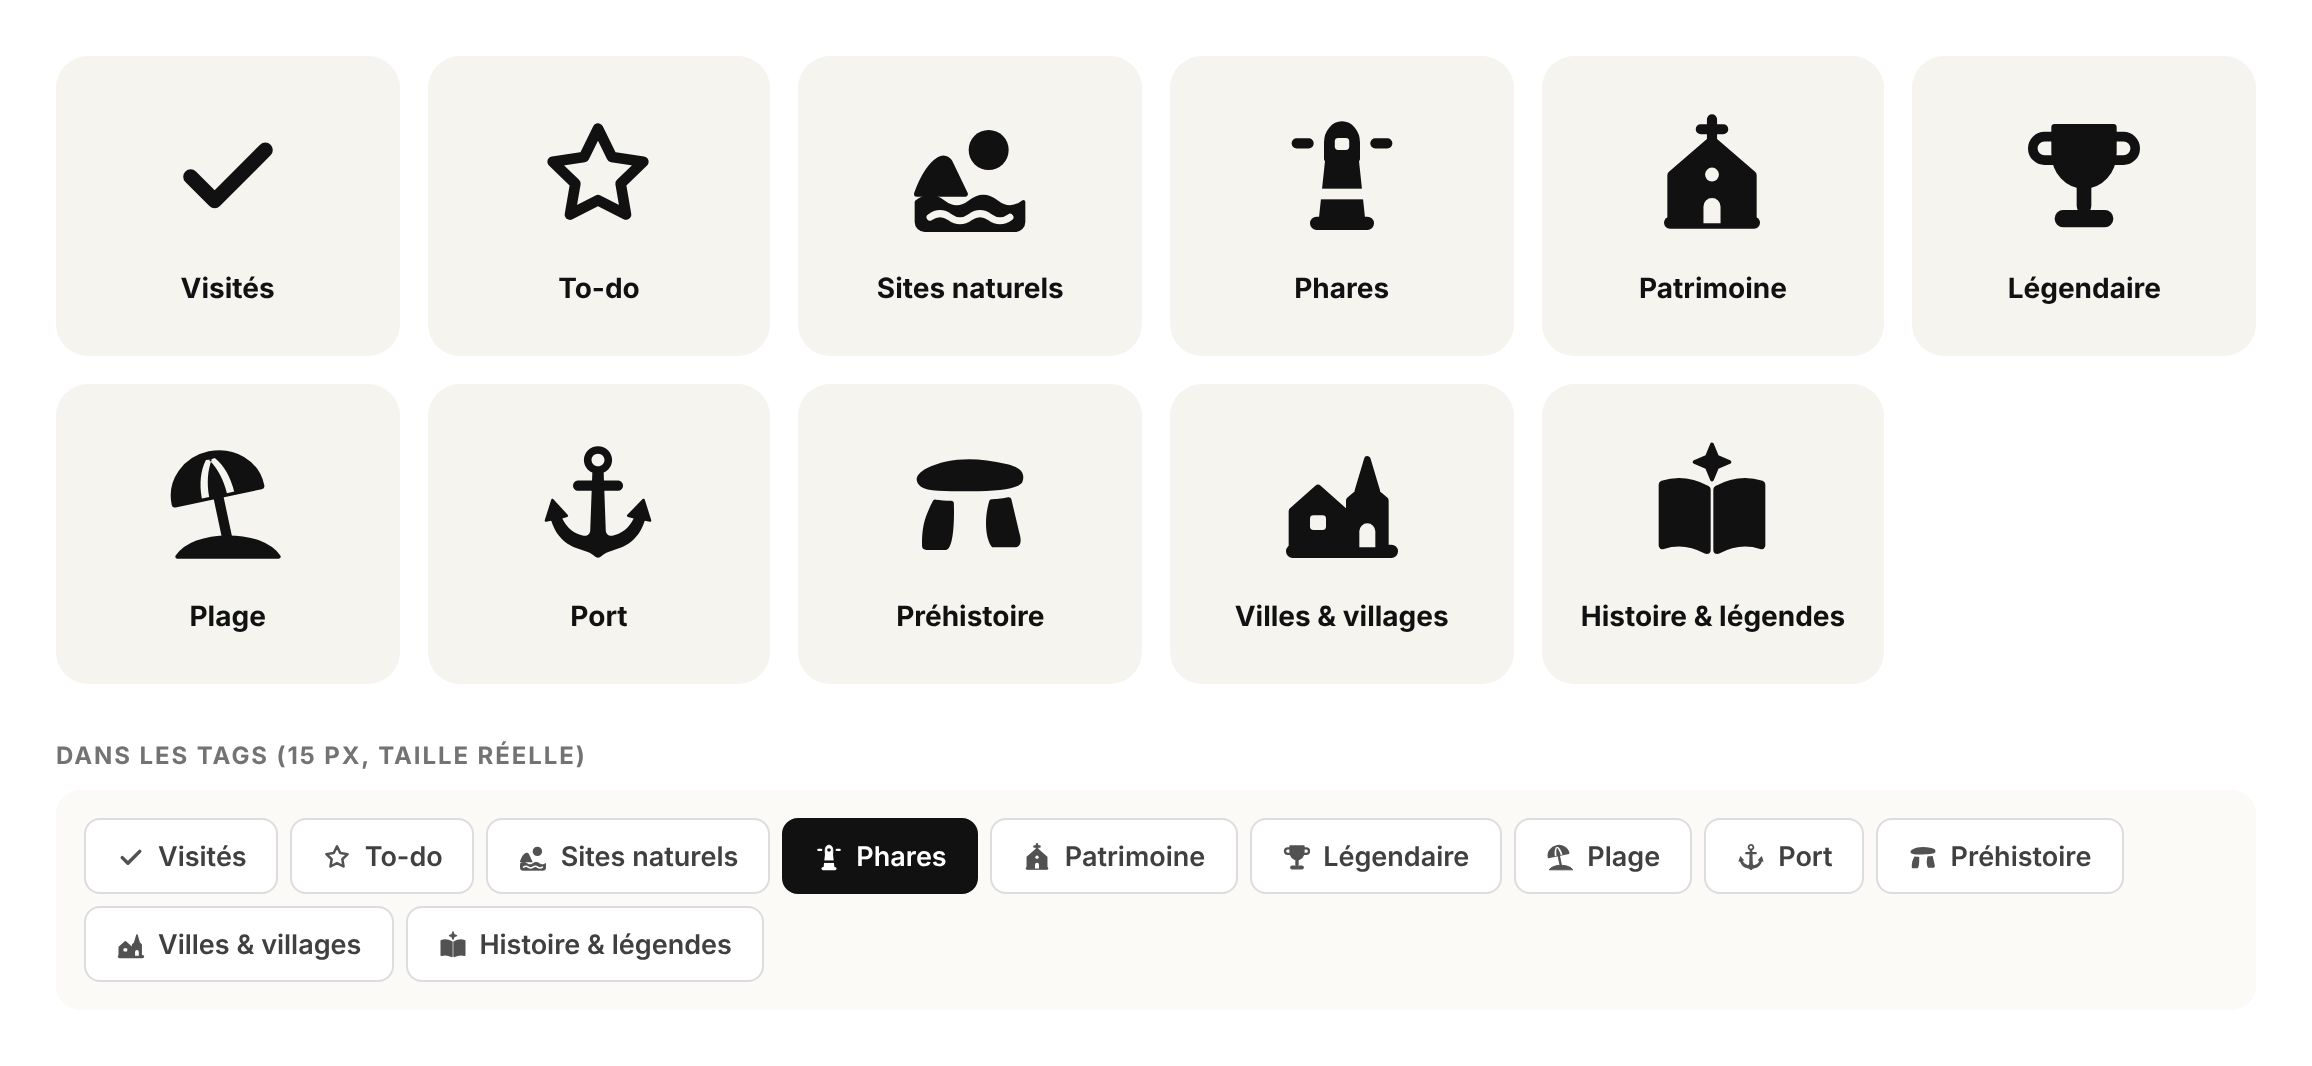 Visités
To-do
Sites naturels
Phares
Patrimoine
Légendaire
Plage
Port
Préhistoire
Villes & villages
Histoire & légendes
DANS LES TAGS (15 PX, TAILLE RÉELLE)
Visités
To-do
Sites naturels
Phares
Patrimoine
Légendaire
Plage
Port
Préhistoire
Villes & villages
Histoire & légendes